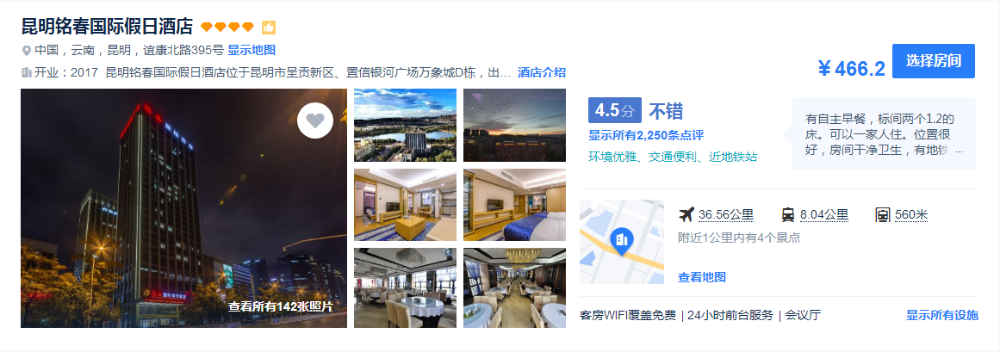 昆明铭春国际假日酒店
中国，云南，昆明，谊康北路395号 显示地图
开业：2017 昆明铭春国际假日酒店位于昆明市呈贡新区、置信银河广场万象城D栋，出... 酒店介绍
¥466.2
选择房间
查看所有142张照片
4.5分 不错
显示所有2,250条点评
环境优雅、交通便利、近地铁站
有自主早餐，标间两个1.2的
床。可以一家人住。位置很
好，房间干净卫生，有地铁...
36.56公里 8.04公里 560米
附近1公里内有4个景点
查看地图
客房WIFI覆盖免费 | 24小时前台服务 | 会议厅
显示所有设施